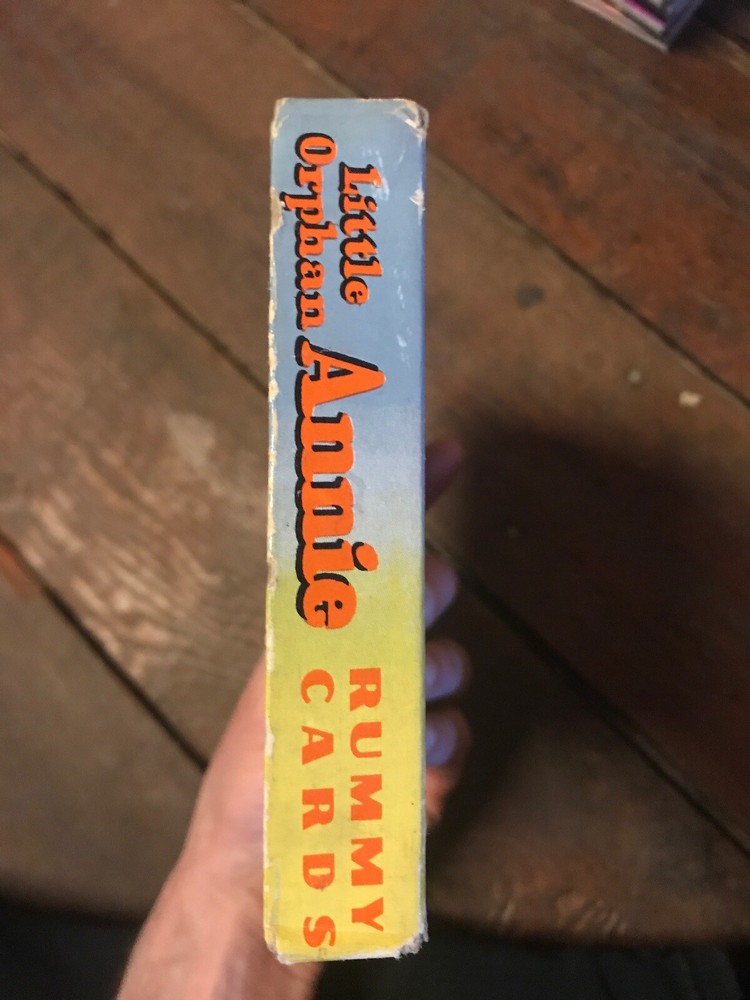 Little
Orphan Annie
RUMMY
CARDS